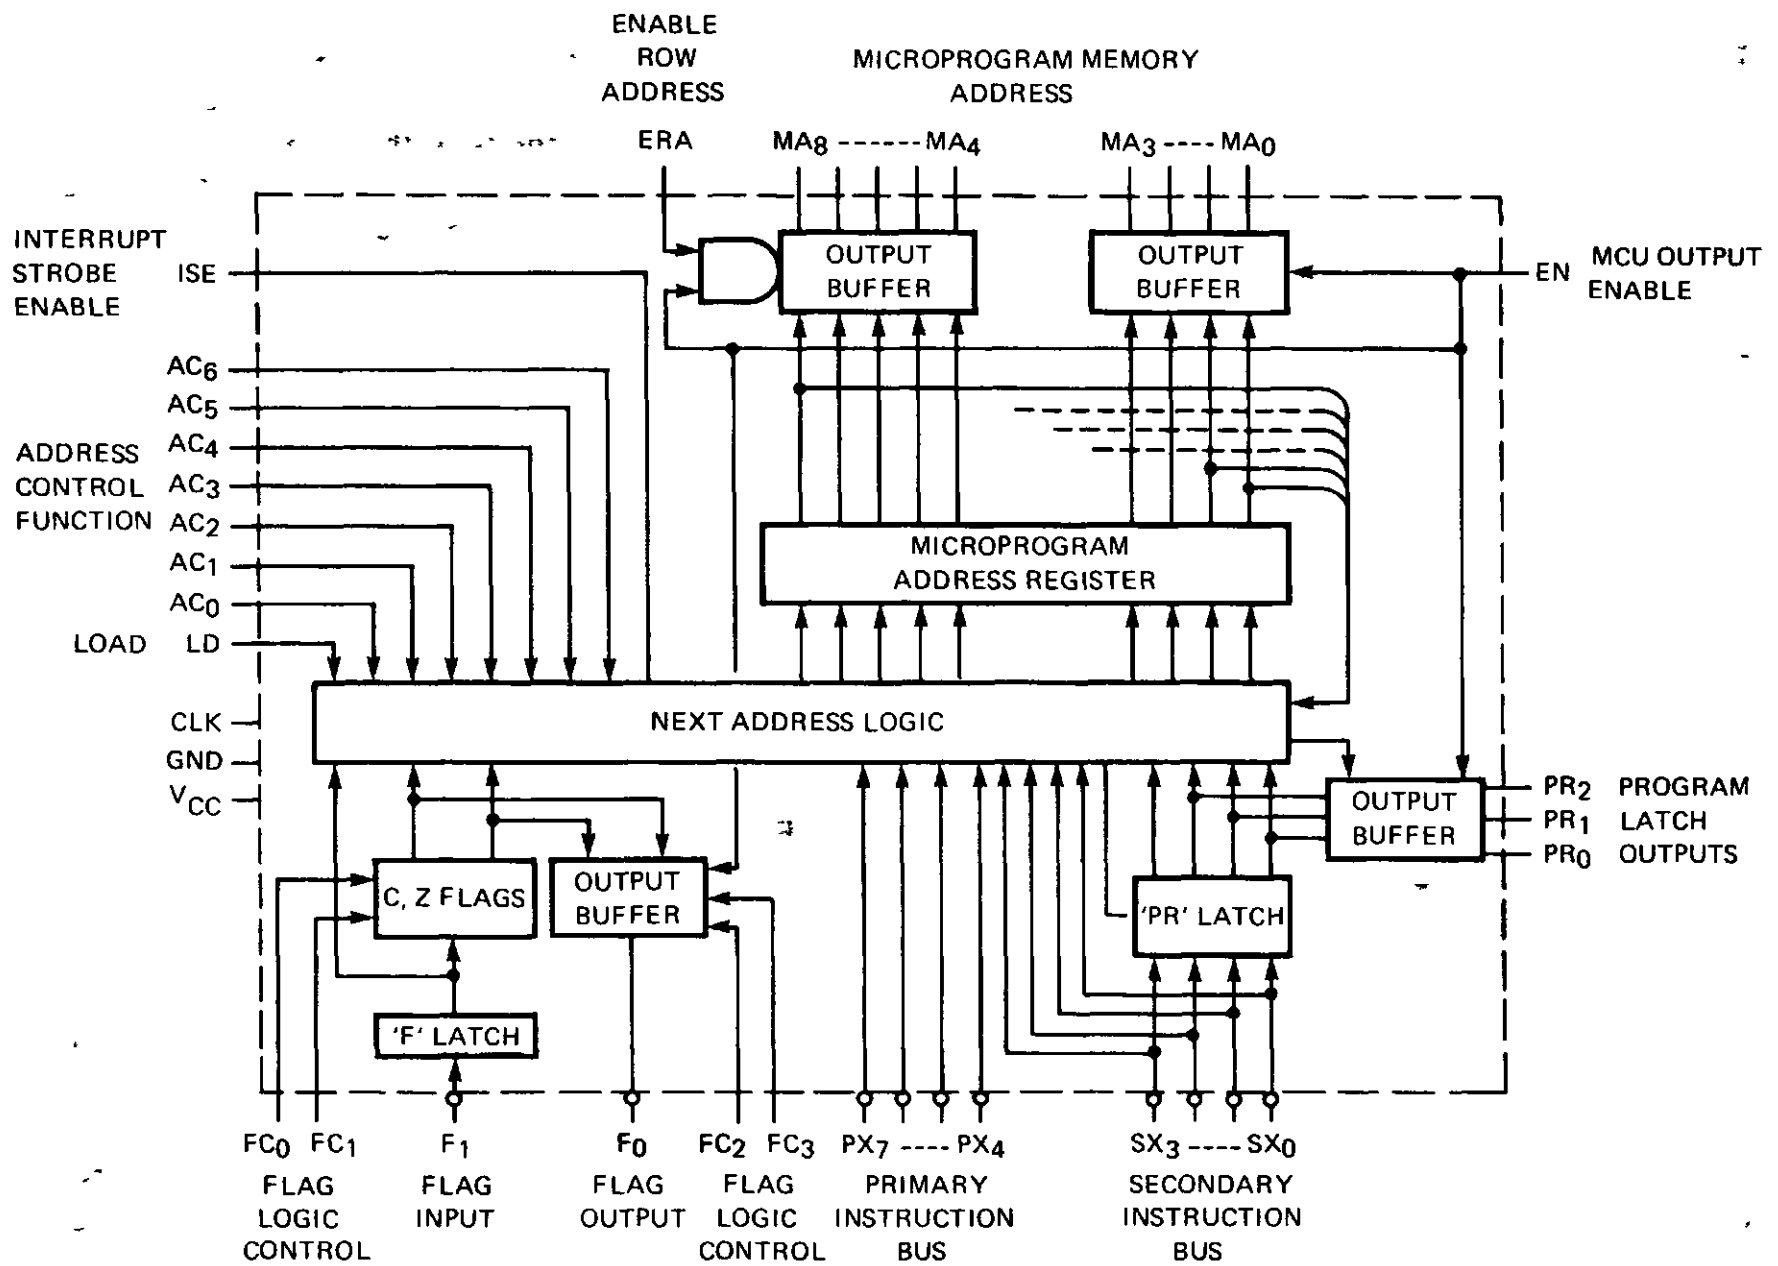 ENABLE
ROW
ADDRESS
ERA
MICROPROGRAM MEMORY
ADDRESS
MA8 ------- MA4
MA3 ---- MA0
INTERRUPT
STROBE
ENABLE
ISE
OUTPUT
BUFFER
OUTPUT
BUFFER
EN
MCU OUTPUT
ENABLE
ADDRESS
CONTROL
FUNCTION
AC6
AC5
AC4
AC3
AC2
AC1
AC0
LOAD LD
CLK
GND
VCC
MICROPROGRAM
ADDRESS REGISTER
NEXT ADDRESS LOGIC
C, Z FLAGS
OUTPUT
BUFFER
'F' LATCH
'PR' LATCH
OUTPUT
BUFFER
PR2 PROGRAM
PR1 LATCH
PR0 OUTPUTS
FC0 FC1
FLAG
LOGIC
CONTROL
F1
FLAG
INPUT
F0
FLAG
OUTPUT
FC2 FC3
FLAG
LOGIC
CONTROL
PX7 ---- PX4
PRIMARY
INSTRUCTION
BUS
SX3 ----- SX0
SECONDARY
INSTRUCTION
BUS